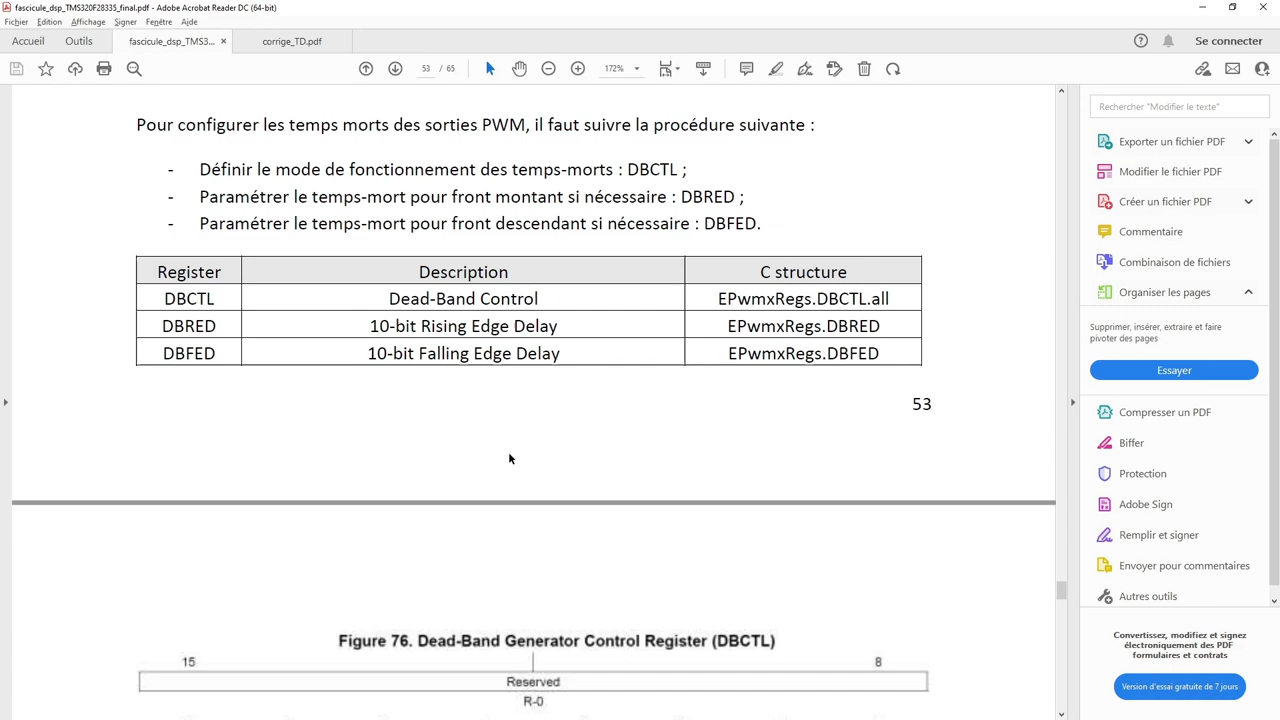 fascicule_dsp_TMS320F28335_final.pdf - Adobe Acrobat Reader DC (64-bit)
Fichier Edition Affichage Signer Fenêtre Aide
Accueil Outils fascicule_dsp_TMS3... × corrige_TD.pdf Se connecter
53 / 65 172%
Pour configurer les temps morts des sorties PWM, il faut suivre la procédure suivante :
- Définir le mode de fonctionnement des temps-morts : DBCTL ;
- Paramétrer le temps-mort pour front montant si nécessaire : DBRED ;
- Paramétrer le temps-mort pour front descendant si nécessaire : DBFED.
Register Description C structure
DBCTL Dead-Band Control EPwmxRegs.DBCTL.all
DBRED 10-bit Rising Edge Delay EPwmxRegs.DBRED
DBFED 10-bit Falling Edge Delay EPwmxRegs.DBFED
53
Figure 76. Dead-Band Generator Control Register (DBCTL)
15 8
Reserved
R-0
Rechercher "Modifier le texte"
Exporter un fichier PDF
Modifier le fichier PDF
Créer un fichier PDF
Commentaire
Combinaison de fichiers
Organiser les pages
Supprimer, insérer, extraire et faire
pivoter des pages
Essayer
Compresser un PDF
Biffer
Protection
Adobe Sign
Remplir et signer
Envoyer pour commentaires
Autres outils
Convertissez, modifiez et signez
électroniquement des PDF
formulaires et contrats
Version d'essai gratuite de 7 jours